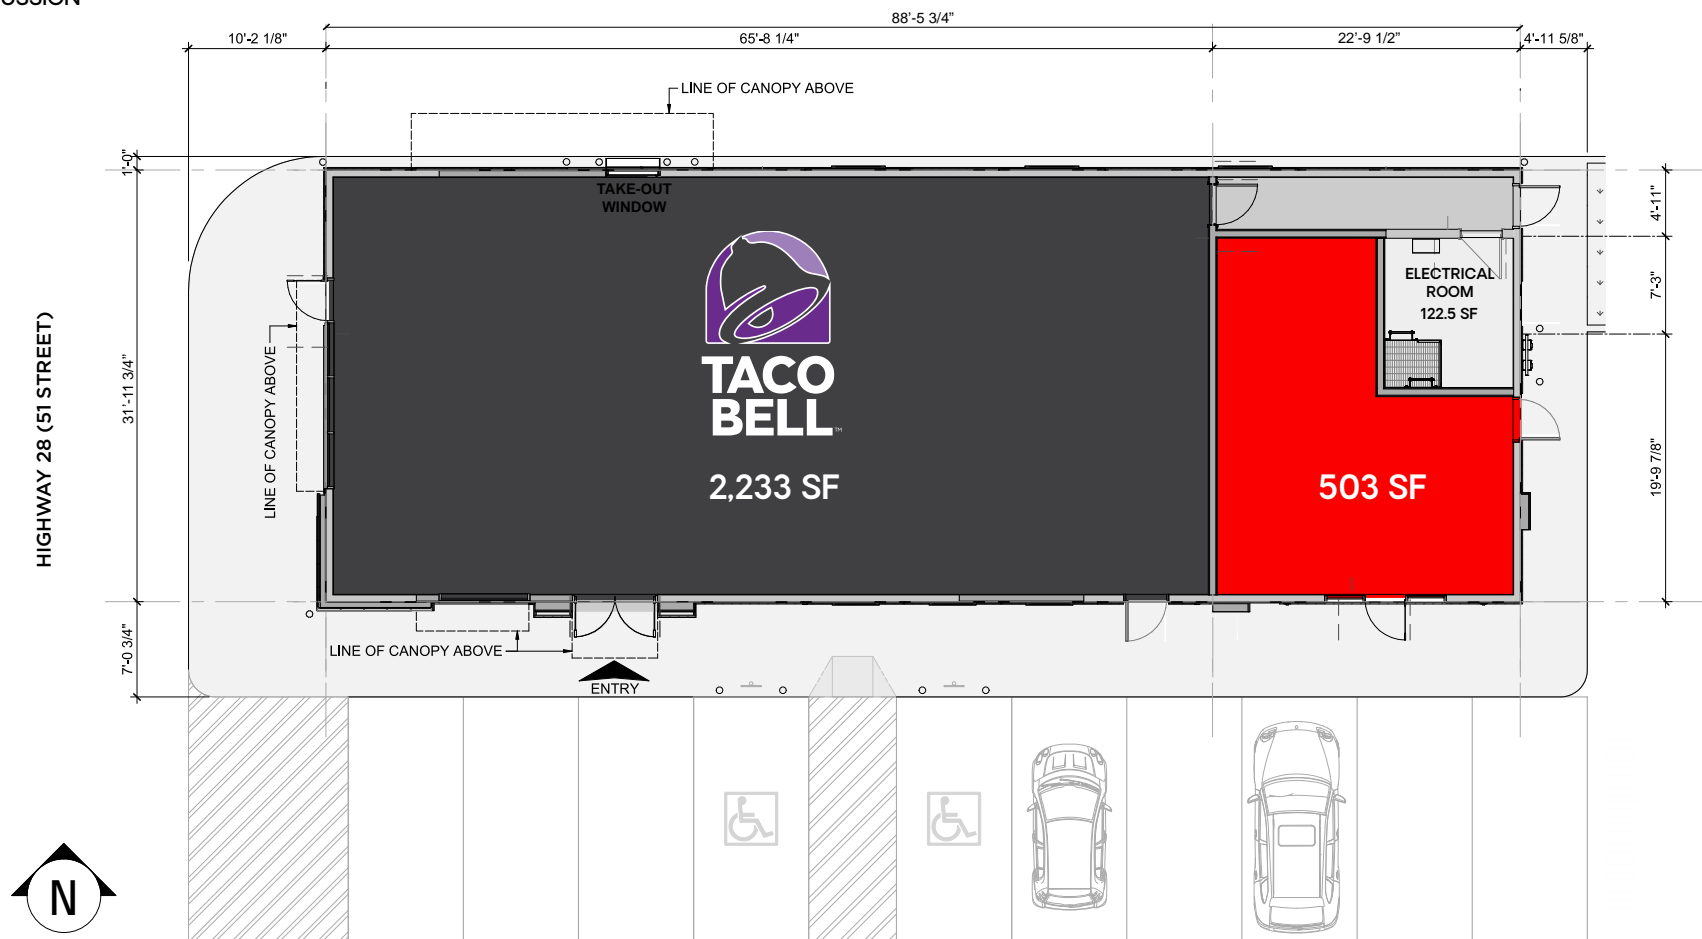 88'-5 3/4"
10'-2 1/8"
65'-8 1/4"
22'-9 1/2"
4'-11 5/8"
LINE OF CANOPY ABOVE
1'-0"
TAKE-OUT
WINDOW
4'-11"
ELECTRICAL
ROOM
122.5 SF
7'-3"
HIGHWAY 28 (51 STREET)
31'-11 3/4"
LINE OF CANOPY ABOVE
TACO
BELL
™
2,233 SF
503 SF
19'-9 7/8"
7'-0 3/4"
LINE OF CANOPY ABOVE
ENTRY
N